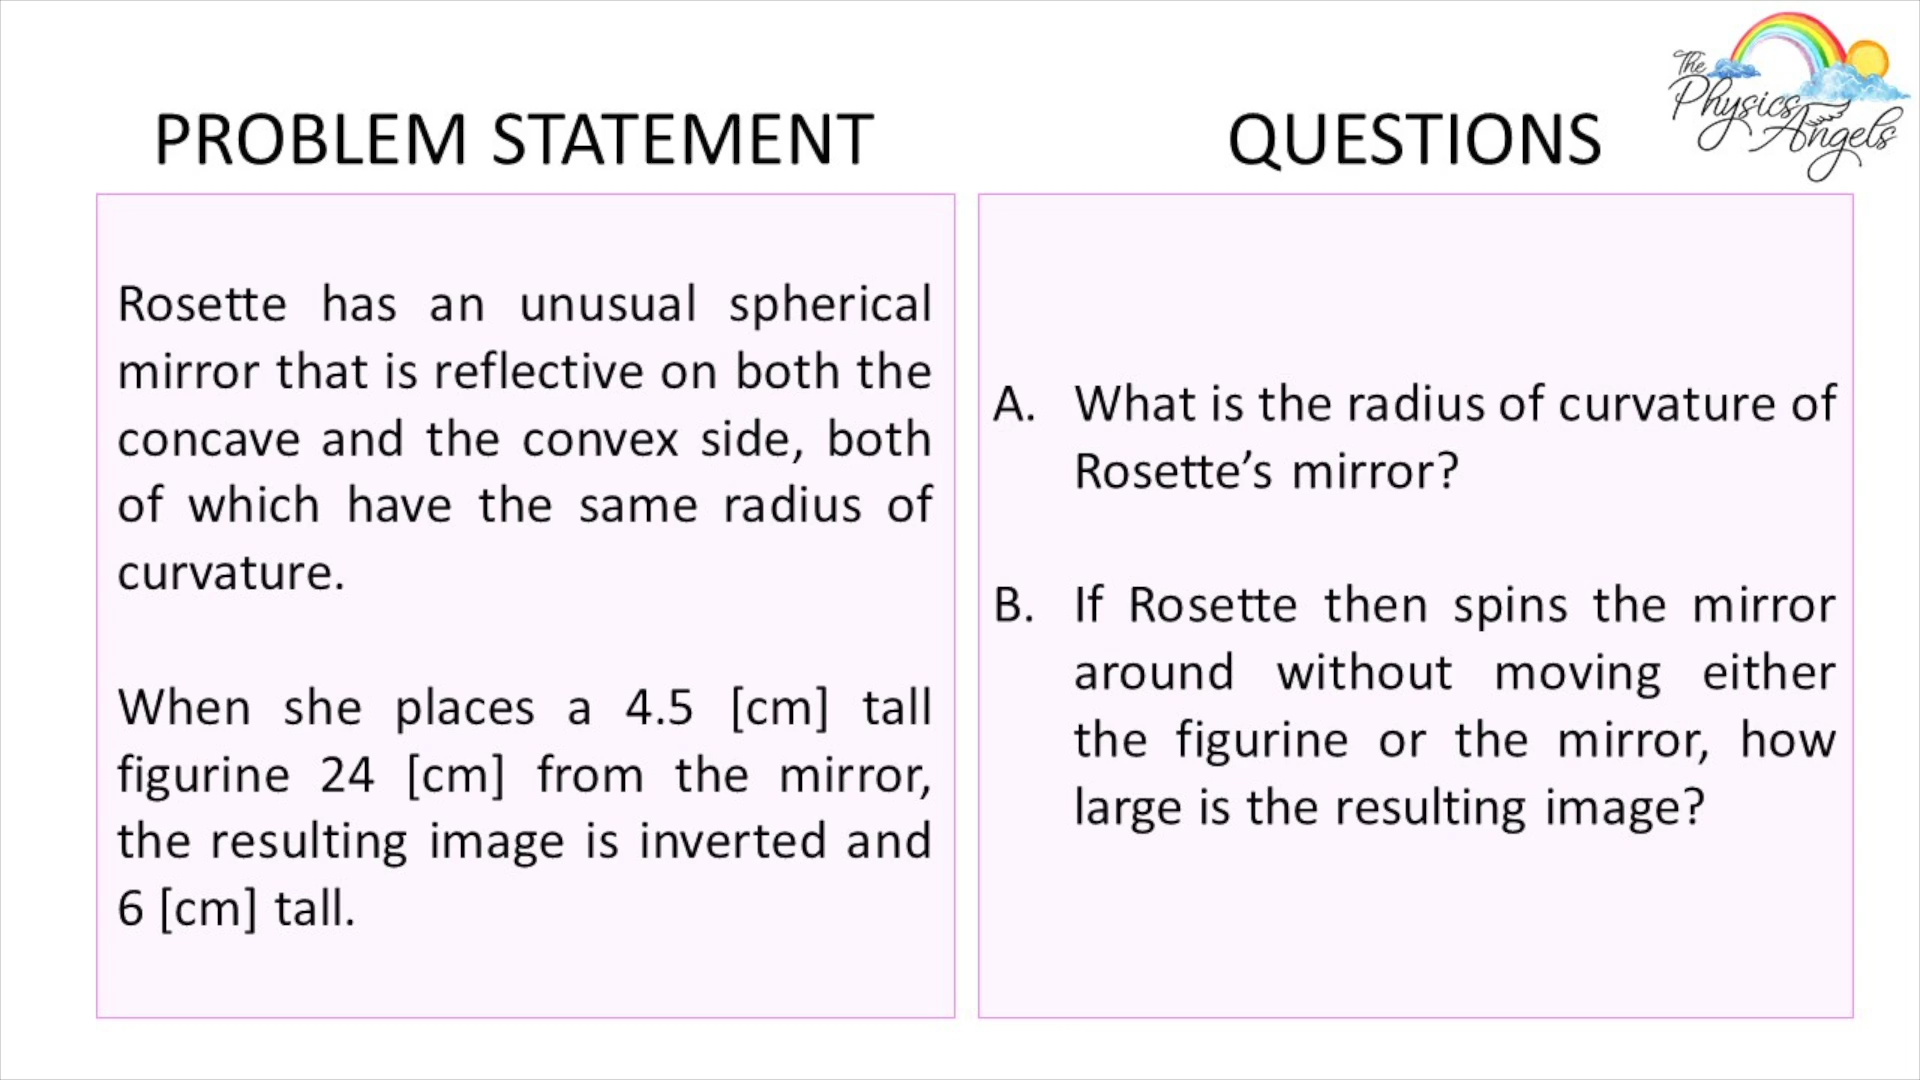 The
Physics
Angels
PROBLEM STATEMENT
QUESTIONS
Rosette has an unusual spherical
mirror that is reflective on both the
concave and the convex side, both
of which have the same radius of
curvature.
When she places a 4.5 [cm] tall
figurine 24 [cm] from the mirror,
the resulting image is inverted and
6 [cm] tall.
A. What is the radius of curvature of
Rosette’s mirror?
B. If Rosette then spins the mirror
around without moving either
the figurine or the mirror, how
large is the resulting image?